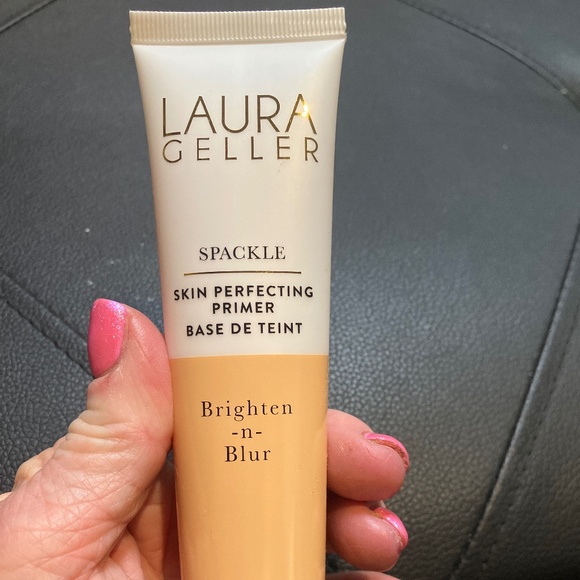 LAURA
GELLER
SPACKLE
SKIN PERFECTING
PRIMER
BASE DE TEINT
Brighten
-n-
Blur